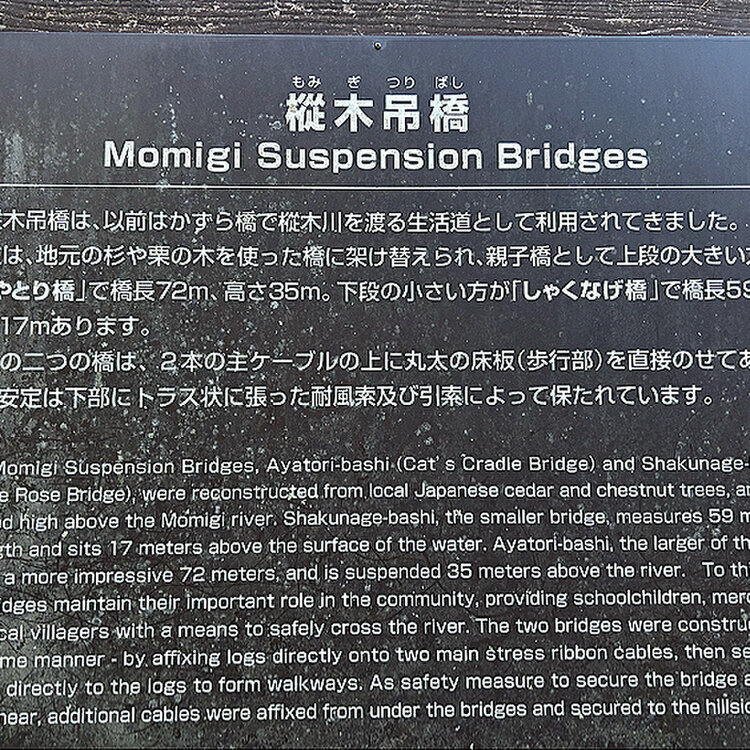 もみ ぎ つり ばし
樅木吊橋
Momigi Suspension Bridges
木吊橋は、以前はかずら橋で樅木川を渡る生活道として利用されてきました。
は、地元の杉や栗の木を使った橋に架け替えられ、親子橋として上段の大きい方
やとり橋」で橋長72m、高さ35m。下段の小さい方が「しゃくなげ橋」で橋長59
17mあります。
の二つの橋は、２本の主ケーブルの上に丸太の床板(歩行部)を直接のせてあ
安定は下部にトラス状に張った耐風索及び引索によって保たれています。
Momigi Suspension Bridges, Ayatori-bashi (Cat's Cradle Bridge) and Shakunage-
e Rose Bridge), were reconstructed from local Japanese cedar and chestnut trees, an
d high above the Momigi river. Shakunage-bashi, the smaller bridge, measures 59 m
gth and sits 17 meters above the surface of the water. Ayatori-bashi, the larger of th
a more impressive 72 meters, and is suspended 35 meters above the river. To thi
idges maintain their important role in the community, providing schoolchildren, merc
cal villagers with a means to safely cross the river. The two bridges were construc
me manner - by affixing logs directly onto two main stress ribbon cables, then se
directly to the logs to form walkways. As safety measure to secure the bridge a
hear, additional cables were affixed from under the bridges and secured to the hillsid